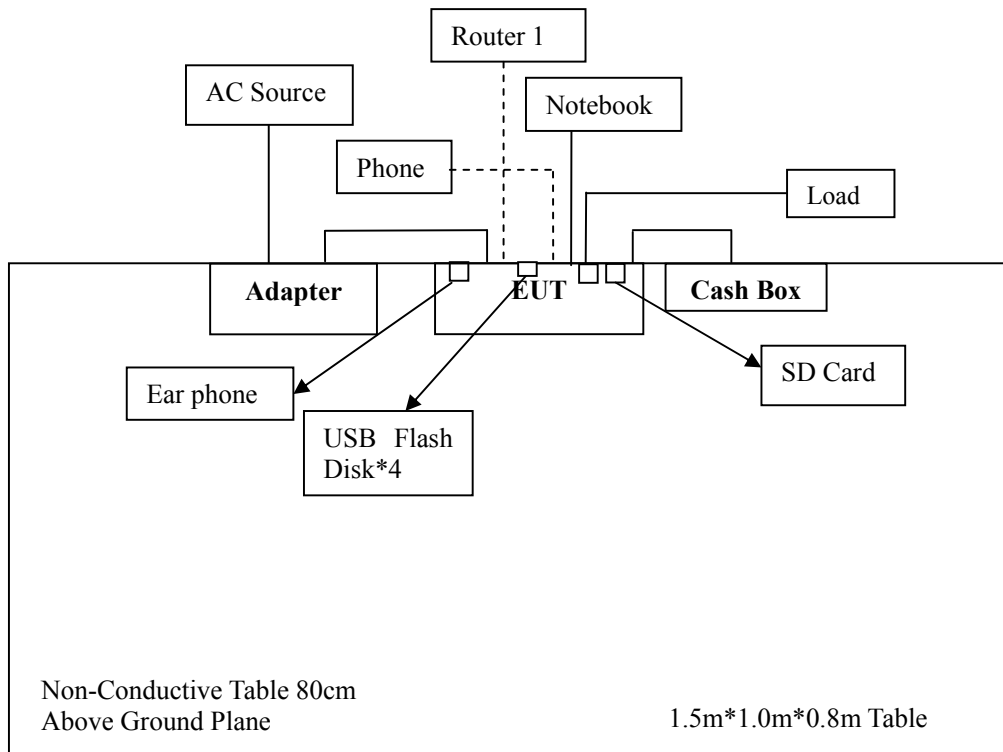 Router 1
AC Source
Notebook
Phone
Load
Adapter
EUT
Cash Box
Ear phone
SD Card
USB Flash
Disk*4
Non-Conductive Table 80cm
Above Ground Plane
1.5m*1.0m*0.8m Table